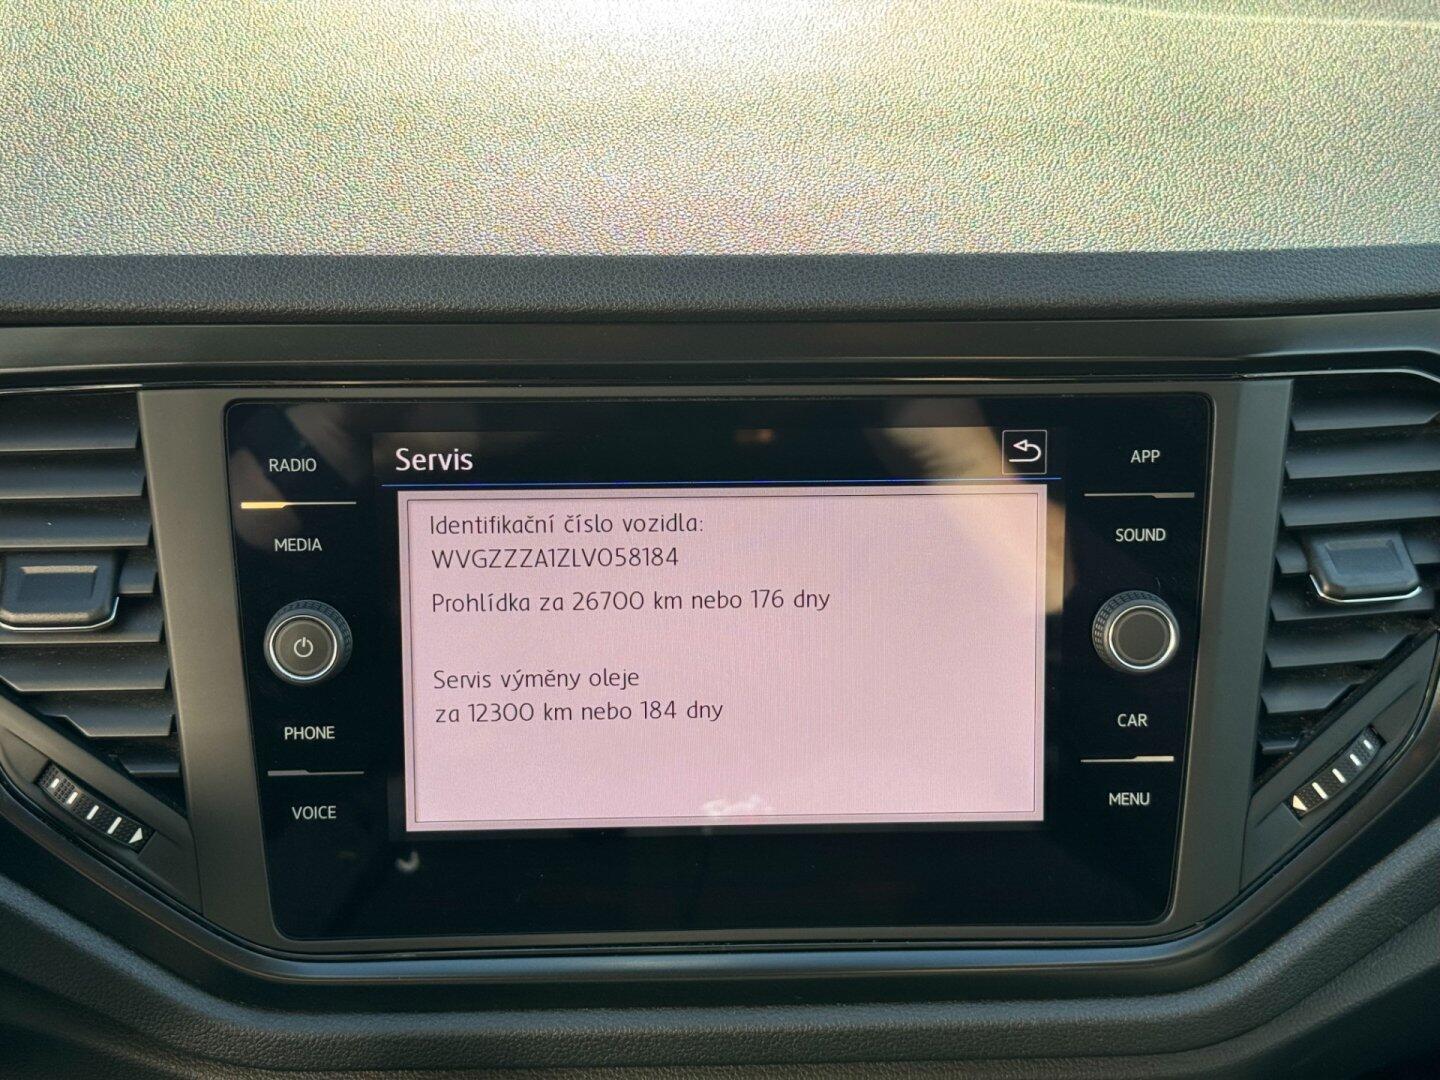 Servis
RADIO
APP
MEDIA
SOUND
Identifikační číslo vozidla:
WVGZZZA1ZLV058184
Prohlídka za 26700 km nebo 176 dny
Servis výměny oleje
za 12300 km nebo 184 dny
PHONE
CAR
VOICE
MENU